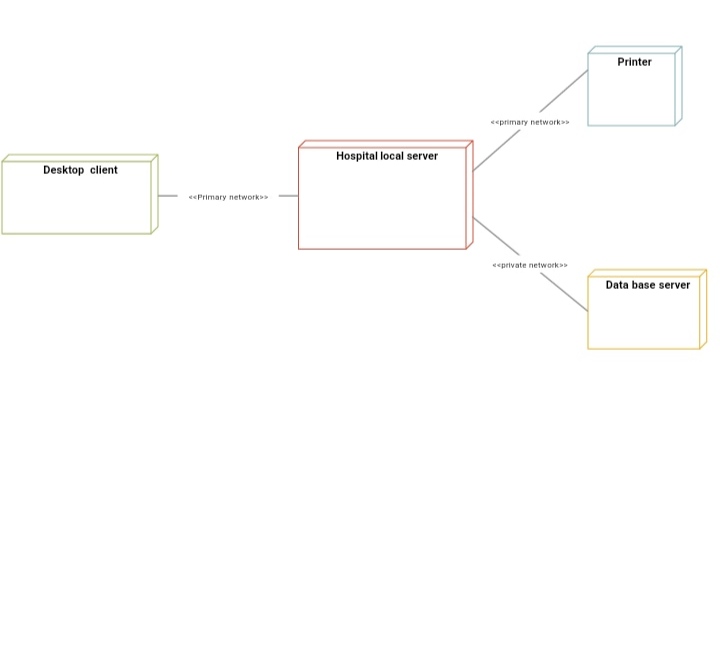 Printer
<<primary network>>
Hospital local server
Desktop client
<<Primary network>>
<<private network>>
Data base server